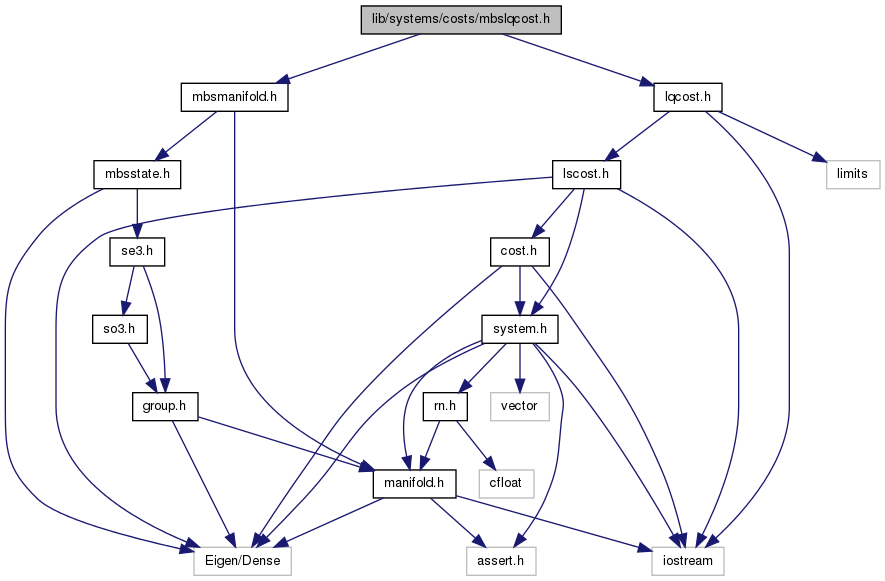 lib/systems/costs/mbslqcost.h
mbsmanifold.h
lqcost.h
mbsstate.h
lscost.h
limits
se3.h
cost.h
so3.h
system.h
group.h
rn.h
vector
manifold.h
cfloat
Eigen/Dense
assert.h
iostream